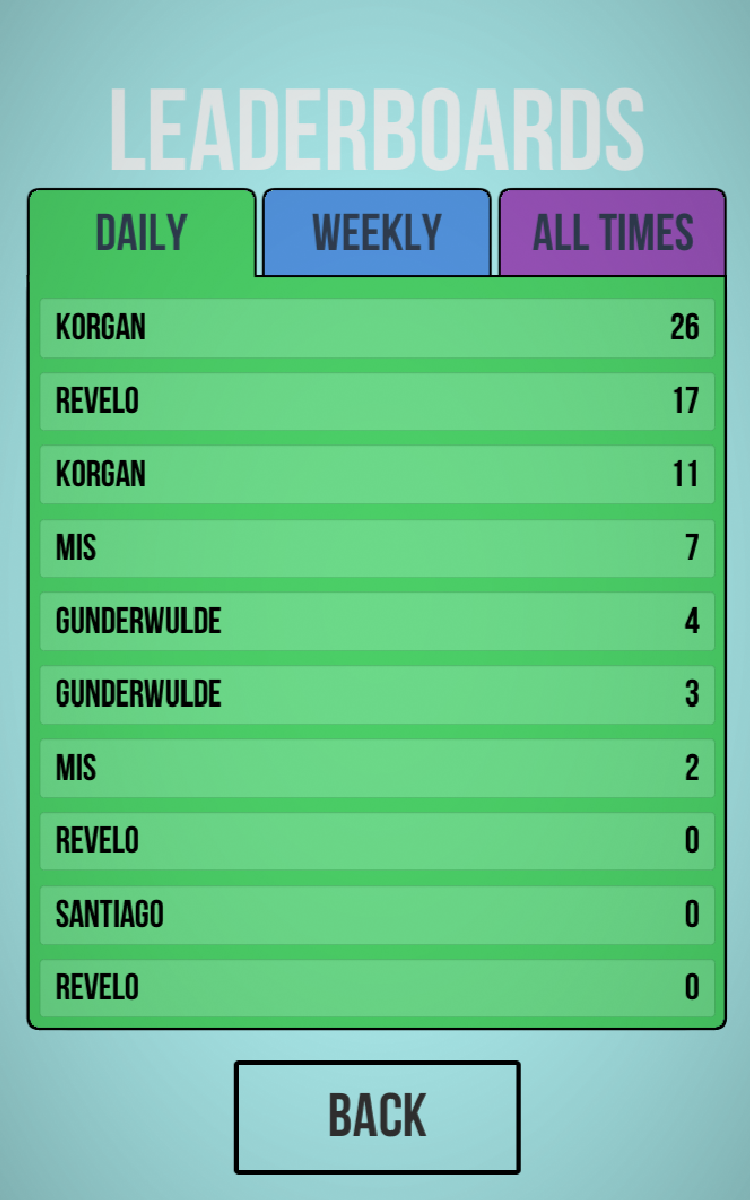 LEADERBOARDS
DAILY WEEKLY ALL TIMES
KORGAN 26
REVELO 17
KORGAN 11
MIS 7
GUNDERWULDE 4
GUNDERWULDE 3
MIS 2
REVELO 0
SANTIAGO 0
REVELO 0
BACK